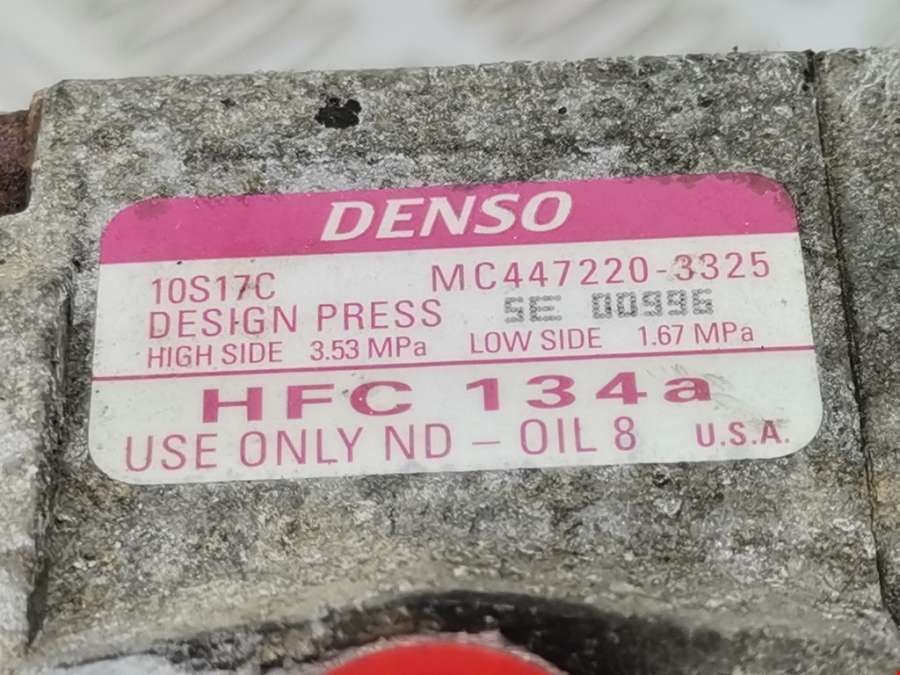 DENSO
10S17C MC447220-3325
DESIGN PRESS 5E 00996
HIGH SIDE 3.53 MPa LOW SIDE 1.67 MPa
HFC 134a
USE ONLY ND - OIL 8 U.S.A.